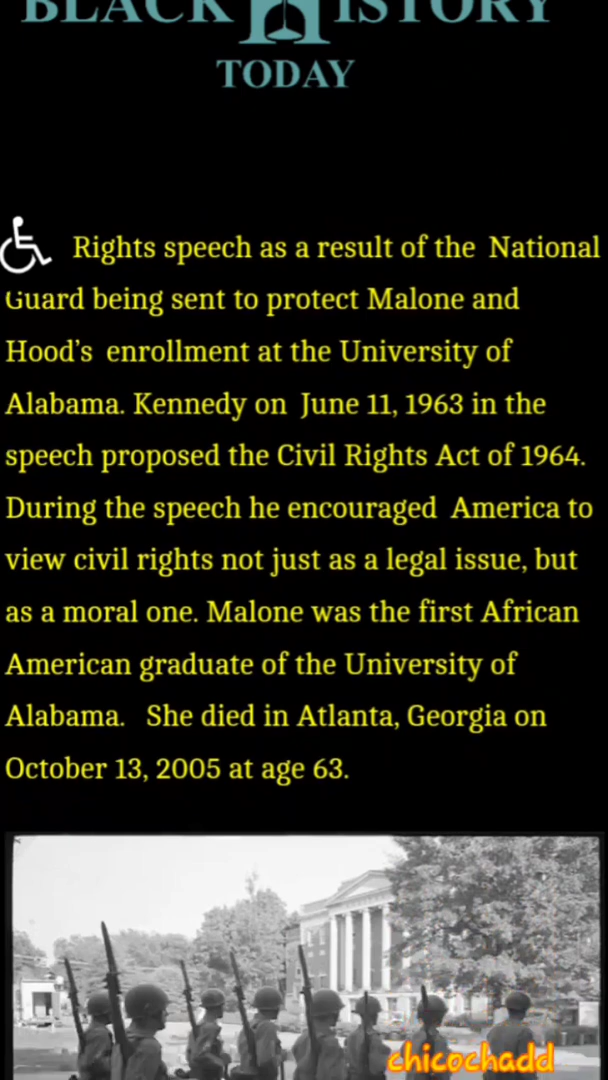 BLACK HISTORY
TODAY
Rights speech as a result of the National
Guard being sent to protect Malone and
Hood’s enrollment at the University of
Alabama. Kennedy on June 11, 1963 in the
speech proposed the Civil Rights Act of 1964.
During the speech he encouraged America to
view civil rights not just as a legal issue, but
as a moral one. Malone was the first African
American graduate of the University of
Alabama. She died in Atlanta, Georgia on
October 13, 2005 at age 63.
chicochadd